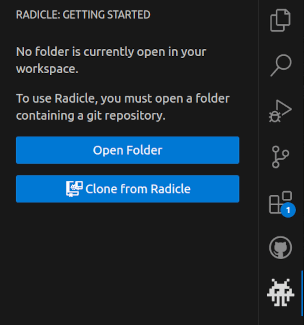 RADICLE: GETTING STARTED
No folder is currently open in your
workspace.
To use Radicle, you must open a folder
containing a git repository.
Open Folder
Clone from Radicle
1